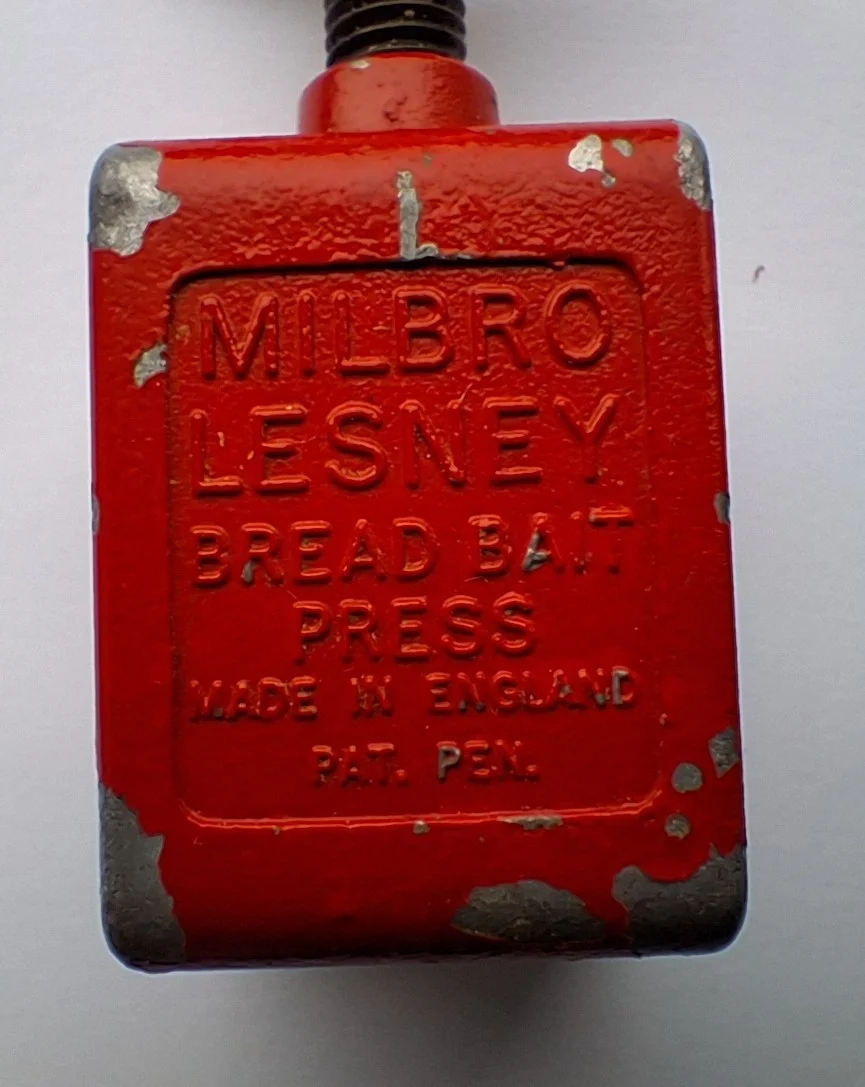 MILBRO
LESNEY
BREAD BAIT
PRESS
MADE IN ENGLAND
PAT. PEN.